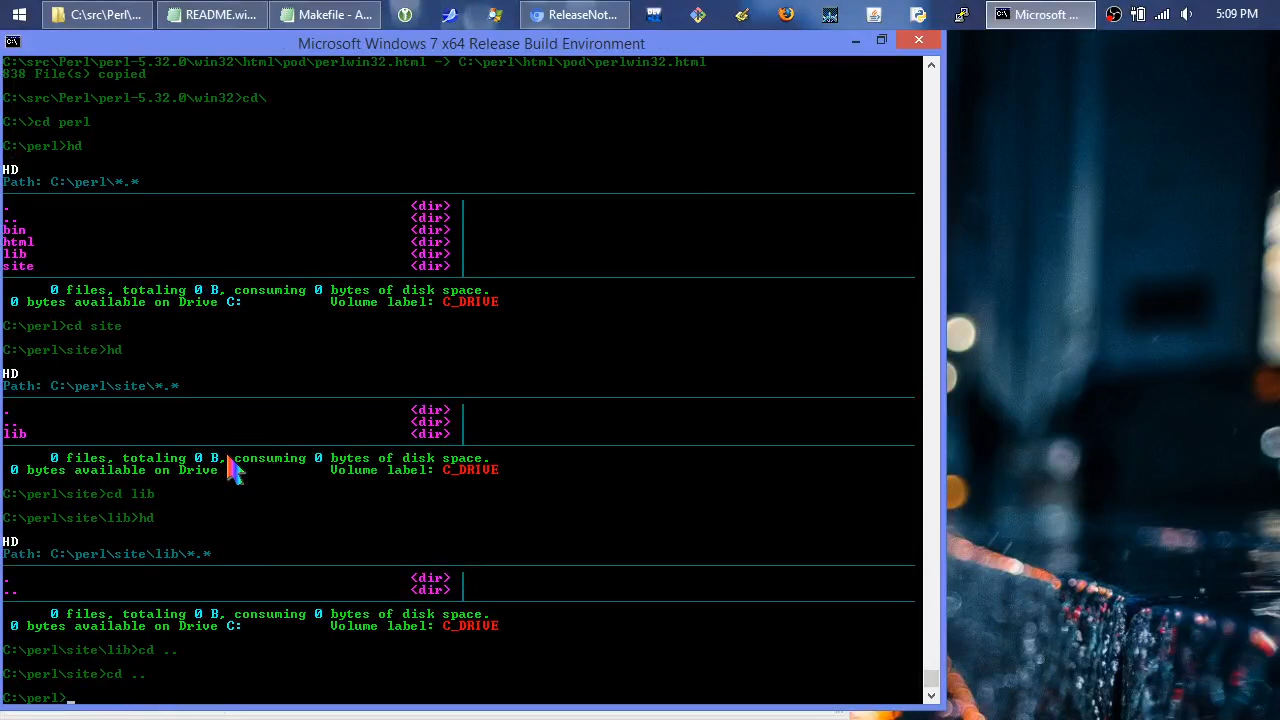 C:\src\Perl\...
README.wi...
Makefile - A...
ReleaseNot...
Microsoft ...
5:09 PM
Microsoft Windows 7 x64 Release Build Environment
C:\src\Perl\perl-5.32.0\win32\html\pod\perlwin32.html -> C:\perl\html\pod\perlwin32.html
838 File(s) copied
C:\src\Perl\perl-5.32.0\win32>cd\
C:\>cd perl
C:\perl>hd
HD
Path: C:\perl\*.*
. <dir>
.. <dir>
bin <dir>
html <dir>
lib <dir>
site <dir>
0 files, totaling 0 B, consuming 0 bytes of disk space.
0 bytes available on Drive C: Volume label: C_DRIVE
C:\perl>cd site
C:\perl\site>hd
HD
Path: C:\perl\site\*.*
. <dir>
.. <dir>
lib <dir>
0 files, totaling 0 B, consuming 0 bytes of disk space.
0 bytes available on Drive Volume label: C_DRIVE
C:\perl\site>cd lib
C:\perl\site\lib>hd
HD
Path: C:\perl\site\lib\*.*
. <dir>
.. <dir>
0 files, totaling 0 B, consuming 0 bytes of disk space.
0 bytes available on Drive C: Volume label: C_DRIVE
C:\perl\site\lib>cd ..
C:\perl\site>cd ..
C:\perl>_